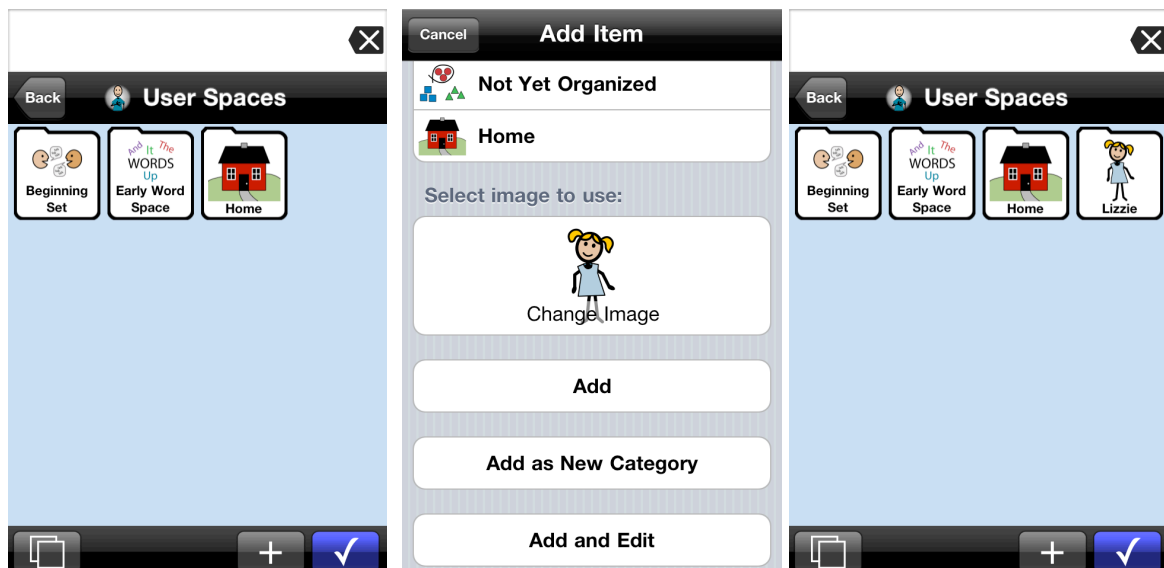 Back
User Spaces
Beginning
Set
And It The
WORDS
Up
Early Word
Space
Home
Cancel
Add Item
Not Yet Organized
Home
Select image to use:
Change Image
Add
Add as New Category
Add and Edit
Back
User Spaces
Beginning
Set
And It The
WORDS
Up
Early Word
Space
Home
Lizzie